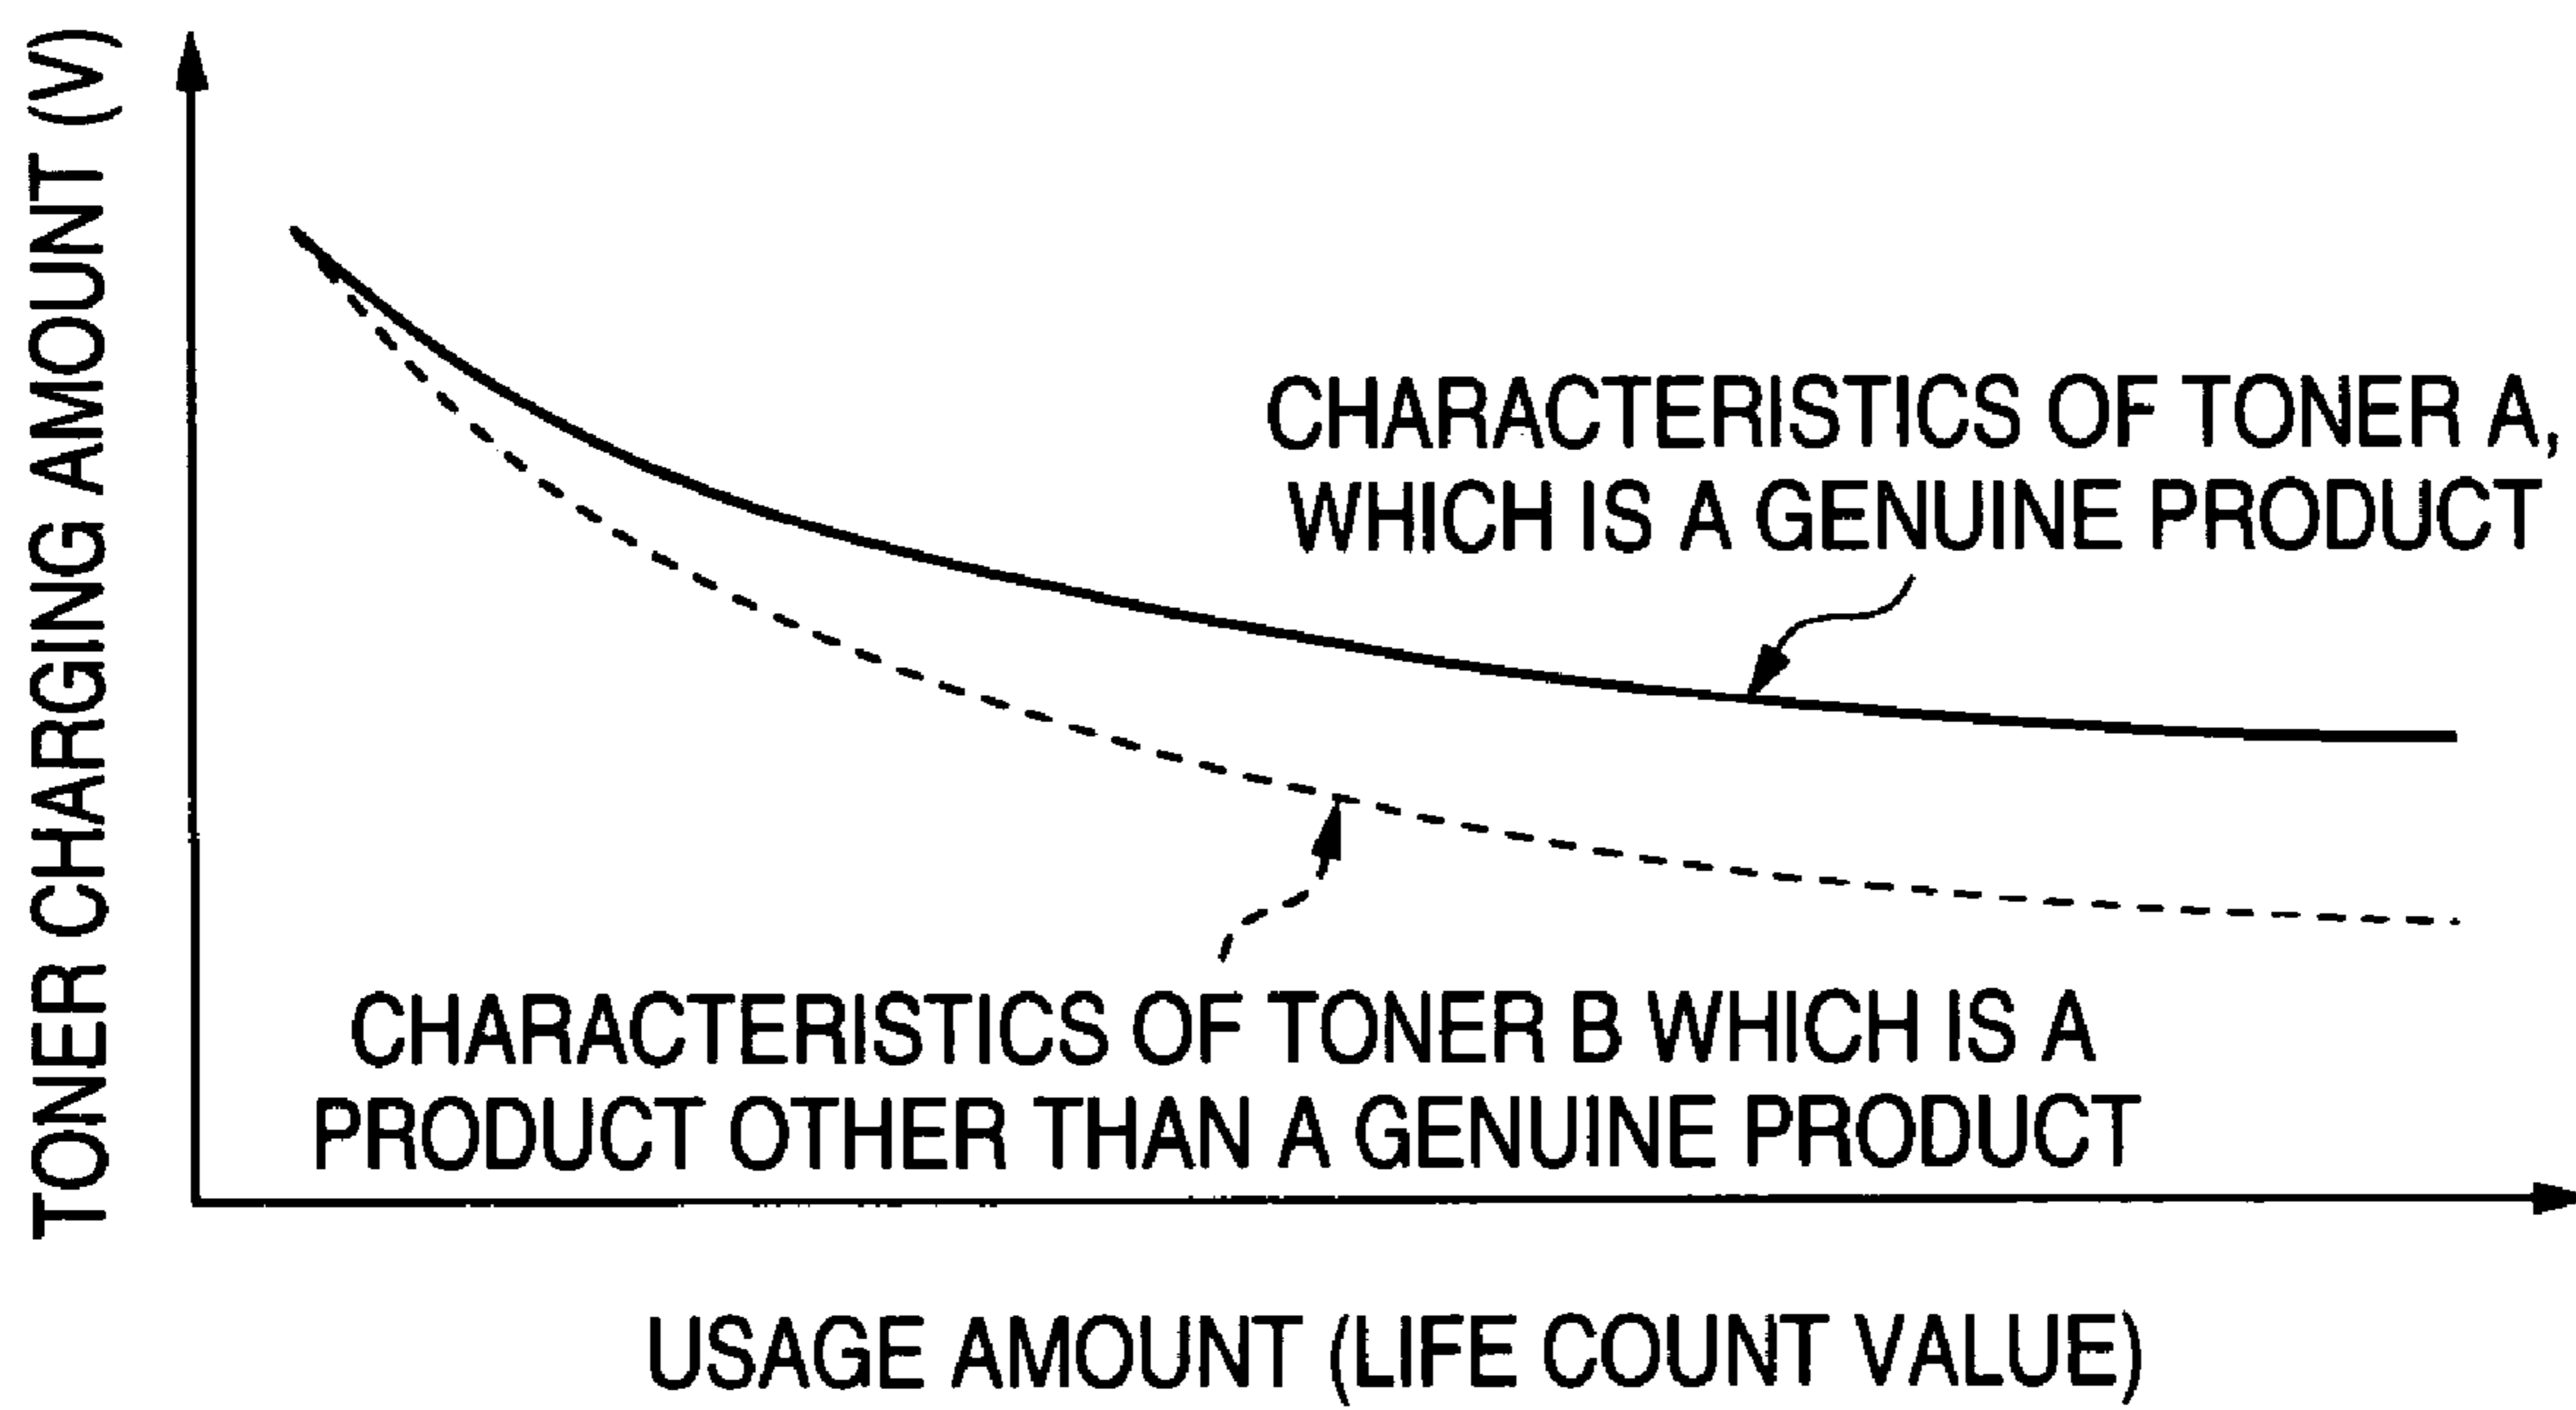 TONER CHARGING AMOUNT (V)
CHARACTERISTICS OF TONER A,
WHICH IS A GENUINE PRODUCT
CHARACTERISTICS OF TONER B WHICH IS A
PRODUCT OTHER THAN A GENUINE PRODUCT
USAGE AMOUNT (LIFE COUNT VALUE)